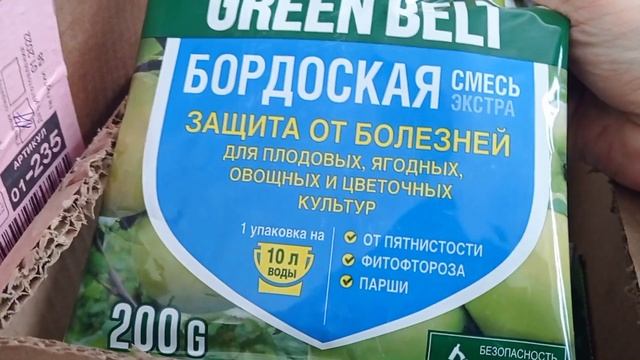 GREEN BELT
БОРДОСКАЯ СМЕСЬ
ЭКСТРА
ЗАЩИТА ОТ БОЛЕЗНЕЙ
ДЛЯ ПЛОДОВЫХ, ЯГОДНЫХ,
ОВОЩНЫХ И ЦВЕТОЧНЫХ
КУЛЬТУР
1 упаковка на
10 л
ВОДЫ
ОТ ПЯТНИСТОСТИ
ФИТОФТОРОЗА
ПАРШИ
200 G
БЕЗОПАСНОСТЬ
АРТИКУЛ
01-235